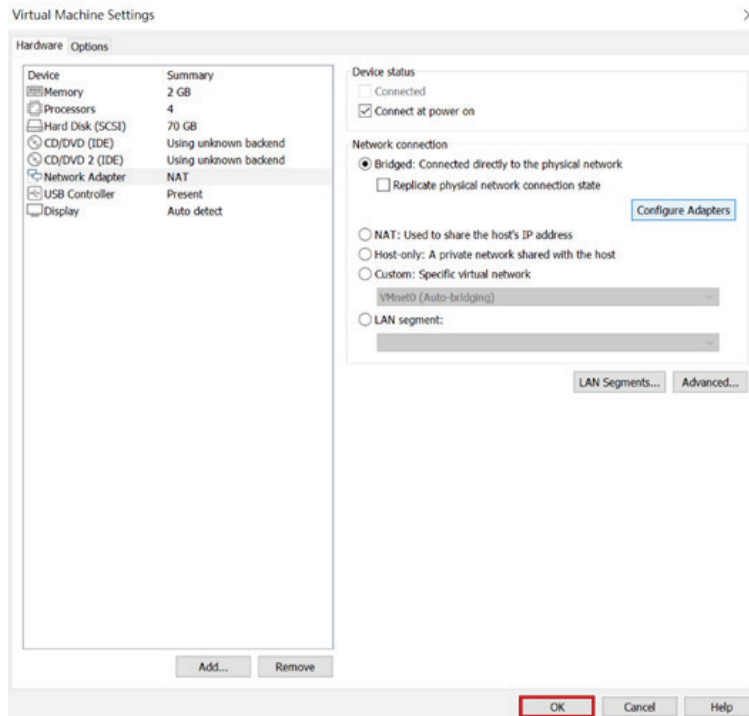 Virtual Machine Settings
Hardware Options
Device Summary
Memory 2 GB
Processors 4
Hard Disk (SCSI) 70 GB
CD/DVD (IDE) Using unknown backend
CD/DVD 2 (IDE) Using unknown backend
Network Adapter NAT
USB Controller Present
Display Auto detect
Add... Remove
Device status
Connected
Connect at power on
Network connection
Bridged: Connected directly to the physical network
Replicate physical network connection state
Configure Adapters
NAT: Used to share the host's IP address
Host-only: A private network shared with the host
Custom: Specific virtual network
VMnet0 (Auto-bridging)
LAN segment:
LAN Segments... Advanced...
OK Cancel Help